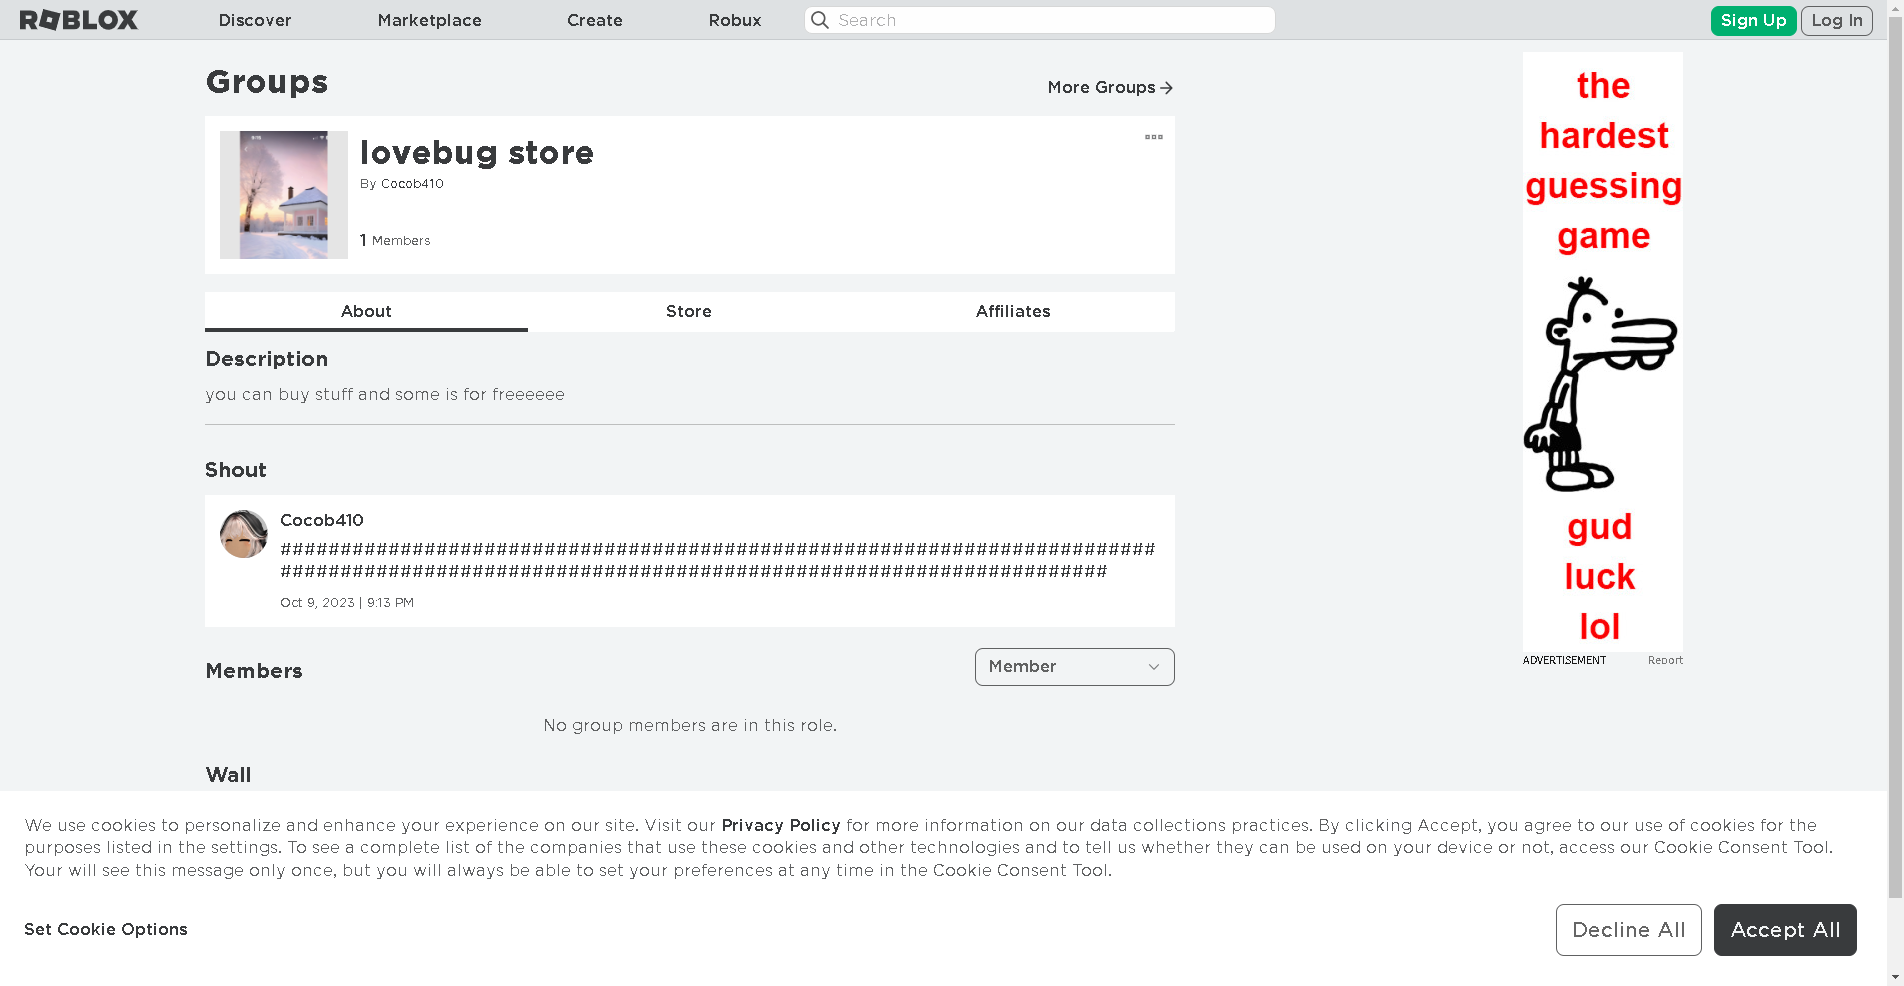 ROBLOX
Discover
Marketplace
Create
Robux
Search
Sign Up
Log In
Groups
More Groups
lovebug store
By Cocob410
1 Members
About
Store
Affiliates
Description
you can buy stuff and some is for freeeeee
Shout
Cocob410
#########################################################################
#####################################################################
Oct 9, 2023 | 9:13 PM
Members
Member
No group members are in this role.
Wall
the
hardest
guessing
game
gud
luck
lol
ADVERTISEMENT
Report
We use cookies to personalize and enhance your experience on our site. Visit our Privacy Policy for more information on our data collections practices. By clicking Accept, you agree to our use of cookies for the
purposes listed in the settings. To see a complete list of the companies that use these cookies and other technologies and to tell us whether they can be used on your device or not, access our Cookie Consent Tool.
Your will see this message only once, but you will always be able to set your preferences at any time in the Cookie Consent Tool.
Set Cookie Options
Decline All
Accept All